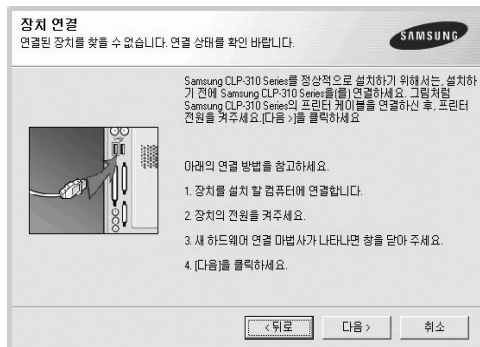 장치 연결
연결된 장치를 찾을 수 없습니다. 연결 상태를 확인 바랍니다.
SAMSUNG
Samsung CLP-310 Series를 정상적으로 설치하기 위해서는, 설치하
기 전에 Samsung CLP-310 Series을(를) 연결하세요. 그림처럼
Samsung CLP-310 Series의 프린터 케이블을 연결하신 후, 프린터
전원을 켜주세요.[다음 >]을 클릭하세요
아래의 연결 방법을 참고하세요.
1. 장치를 설치 할 컴퓨터에 연결합니다.
2. 장치의 전원을 켜주세요.
3. 새 하드웨어 연결 마법사가 나타나면 창을 닫아 주세요.
4. [다음]을 클릭하세요.
< 뒤로
다음 >
취소